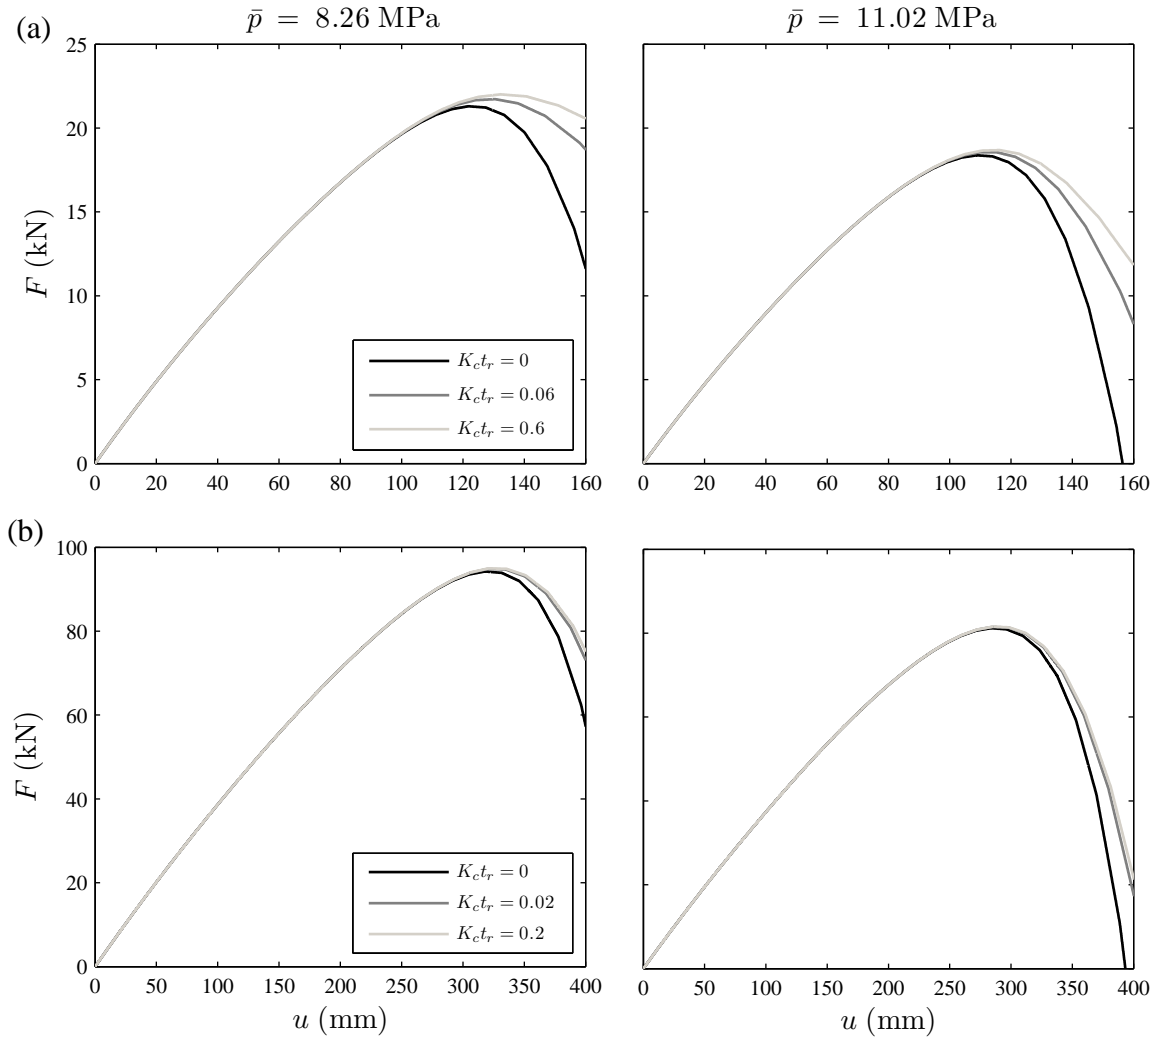 (a)
p̄ = 8.26 MPa
p̄ = 11.02 MPa
25
20
15
10
5
0
F (kN)
K_c t_r = 0
K_c t_r = 0.06
K_c t_r = 0.6
0 20 40 60 80 100 120 140 160
0 20 40 60 80 100 120 140 160
(b)
100
80
60
40
20
0
F (kN)
K_c t_r = 0
K_c t_r = 0.02
K_c t_r = 0.2
0 50 100 150 200 250 300 350 400
0 50 100 150 200 250 300 350 400
u (mm)
u (mm)